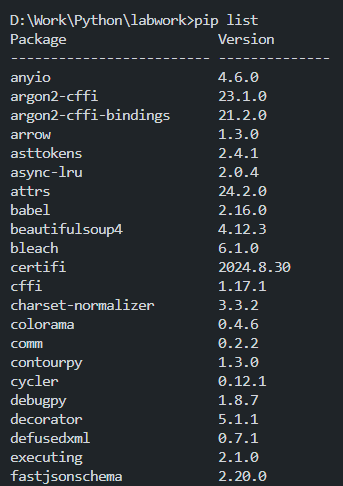 D:\Work\Python\labwork>pip list
Package                  Version
------------------------ --------------
anyio                    4.6.0
argon2-cffi              23.1.0
argon2-cffi-bindings     21.2.0
arrow                    1.3.0
asttokens                2.4.1
async-lru                2.0.4
attrs                    24.2.0
babel                    2.16.0
beautifulsoup4           4.12.3
bleach                   6.1.0
certifi                  2024.8.30
cffi                     1.17.1
charset-normalizer       3.3.2
colorama                 0.4.6
comm                     0.2.2
contourpy                1.3.0
cycler                   0.12.1
debugpy                  1.8.7
decorator                5.1.1
defusedxml               0.7.1
executing                2.1.0
fastjsonschema           2.20.0